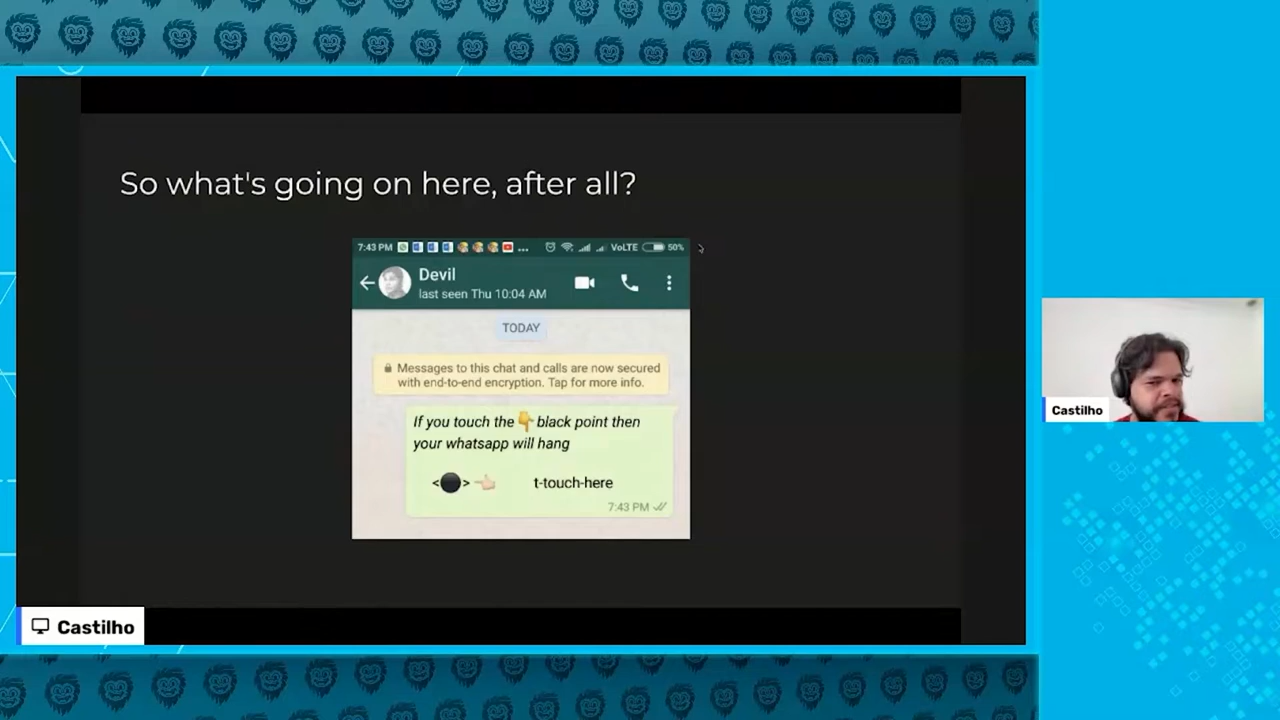 So what's going on here, after all?
7:43 PM ... VoLTE 50%
Devil
last seen Thu 10:04 AM
TODAY
Messages to this chat and calls are now secured
with end-to-end encryption. Tap for more info.
If you touch the 👇 black point then
your whatsapp will hang
<⚫> 👈🏻 t-touch-here
7:43 PM
Castilho
Castilho